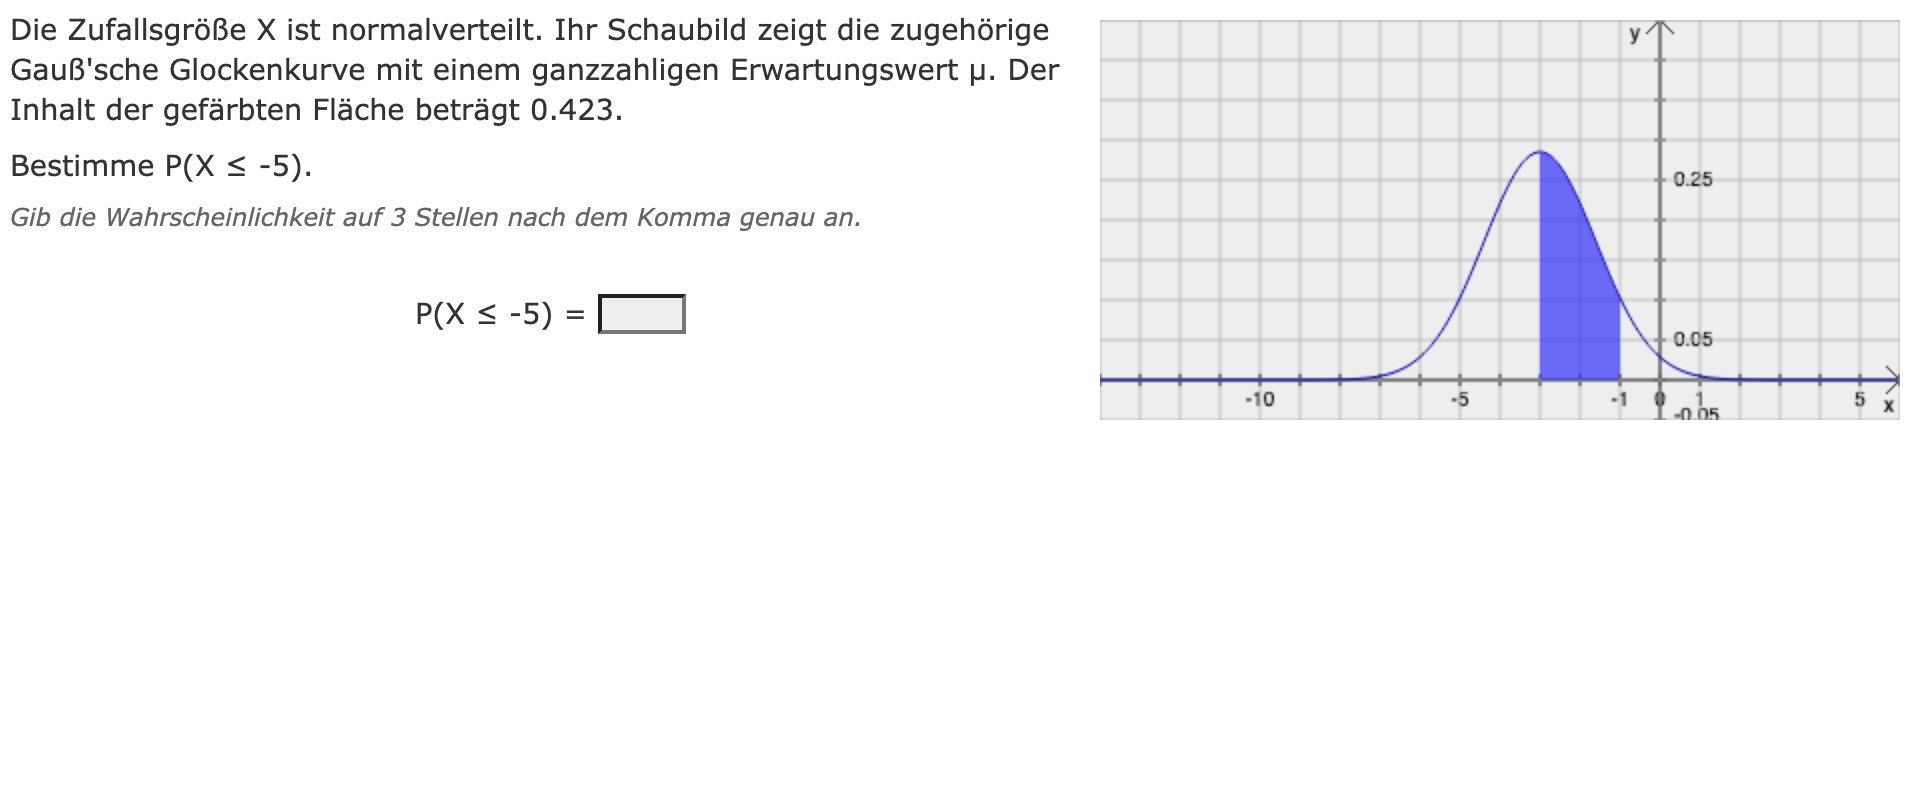 Die Zufallsgröße X ist normalverteilt. Ihr Schaubild zeigt die zugehörige
Gauß'sche Glockenkurve mit einem ganzzahligen Erwartungswert μ. Der
Inhalt der gefärbten Fläche beträgt 0.423.
Bestimme P(X ≤ -5).
Gib die Wahrscheinlichkeit auf 3 Stellen nach dem Komma genau an.
P(X ≤ -5) =
y
0.25
0.05
-10 -5 -1 0 1 5 x
-0.05